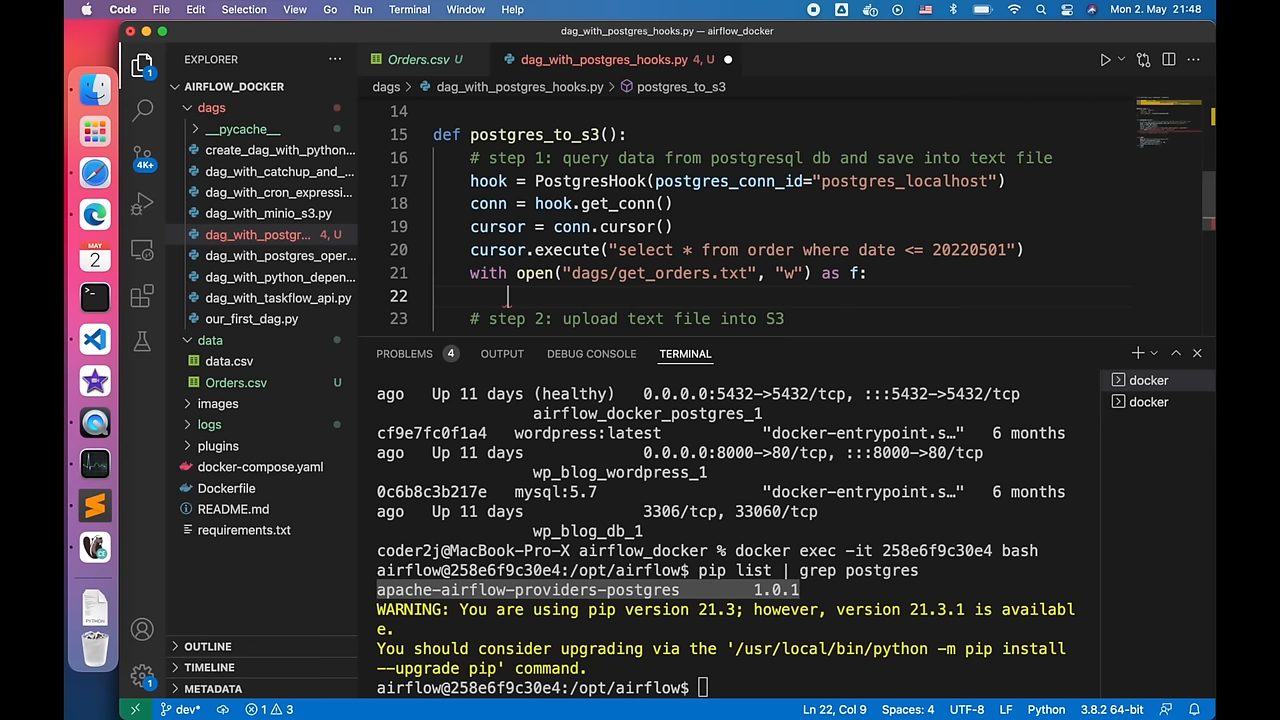 Code File Edit Selection View Go Run Terminal Window Help Mon 2. May 21:48
dag_with_postgres_hooks.py — airflow_docker
EXPLORER
AIRFLOW_DOCKER
dags
__pycache__
create_dag_with_python...
dag_with_catchup_and_...
dag_with_cron_expressi...
dag_with_minio_s3.py
dag_with_postgr... 4, U
dag_with_postgres_oper...
dag_with_python_depen...
dag_with_taskflow_api.py
our_first_dag.py
data
data.csv
Orders.csv U
images
logs
plugins
docker-compose.yaml
Dockerfile
README.md
requirements.txt
OUTLINE
TIMELINE
METADATA
1
4K+
1
MAY
2
Orders.csv U dag_with_postgres_hooks.py 4, U
dags > dag_with_postgres_hooks.py > postgres_to_s3
14
15 def postgres_to_s3():
16 # step 1: query data from postgresql db and save into text file
17 hook = PostgresHook(postgres_conn_id="postgres_localhost")
18 conn = hook.get_conn()
19 cursor = conn.cursor()
20 cursor.execute("select * from order where date <= 20220501")
21 with open("dags/get_orders.txt", "w") as f:
22
23 # step 2: upload text file into S3
PROBLEMS 4 OUTPUT DEBUG CONSOLE TERMINAL
docker
docker
ago Up 11 days (healthy) 0.0.0.0:5432->5432/tcp, :::5432->5432/tcp
airflow_docker_postgres_1
cf9e7fc0f1a4 wordpress:latest "docker-entrypoint.s…" 6 months
ago Up 11 days 0.0.0.0:8000->80/tcp, :::8000->80/tcp
wp_blog_wordpress_1
0c6b8c3b217e mysql:5.7 "docker-entrypoint.s…" 6 months
ago Up 11 days 3306/tcp, 33060/tcp
wp_blog_db_1
coder2j@MacBook-Pro-X airflow_docker % docker exec -it 258e6f9c30e4 bash
airflow@258e6f9c30e4:/opt/airflow$ pip list | grep postgres
apache-airflow-providers-postgres 1.0.1
WARNING: You are using pip version 21.3; however, version 21.3.1 is availabl
e.
You should consider upgrading via the '/usr/local/bin/python -m pip install
--upgrade pip' command.
airflow@258e6f9c30e4:/opt/airflow$
dev* 1 3 Ln 22, Col 9 Spaces: 4 UTF-8 LF Python 3.8.2 64-bit